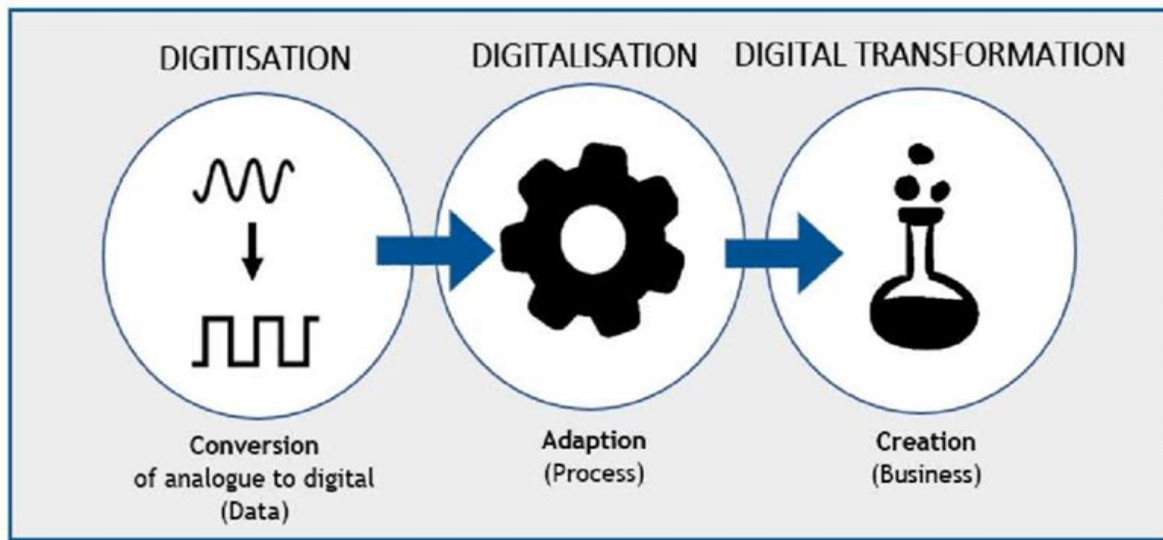 DIGITISATION
DIGITALISATION
DIGITAL TRANSFORMATION
Conversion
of analogue to digital
(Data)
Adaption
(Process)
Creation
(Business)